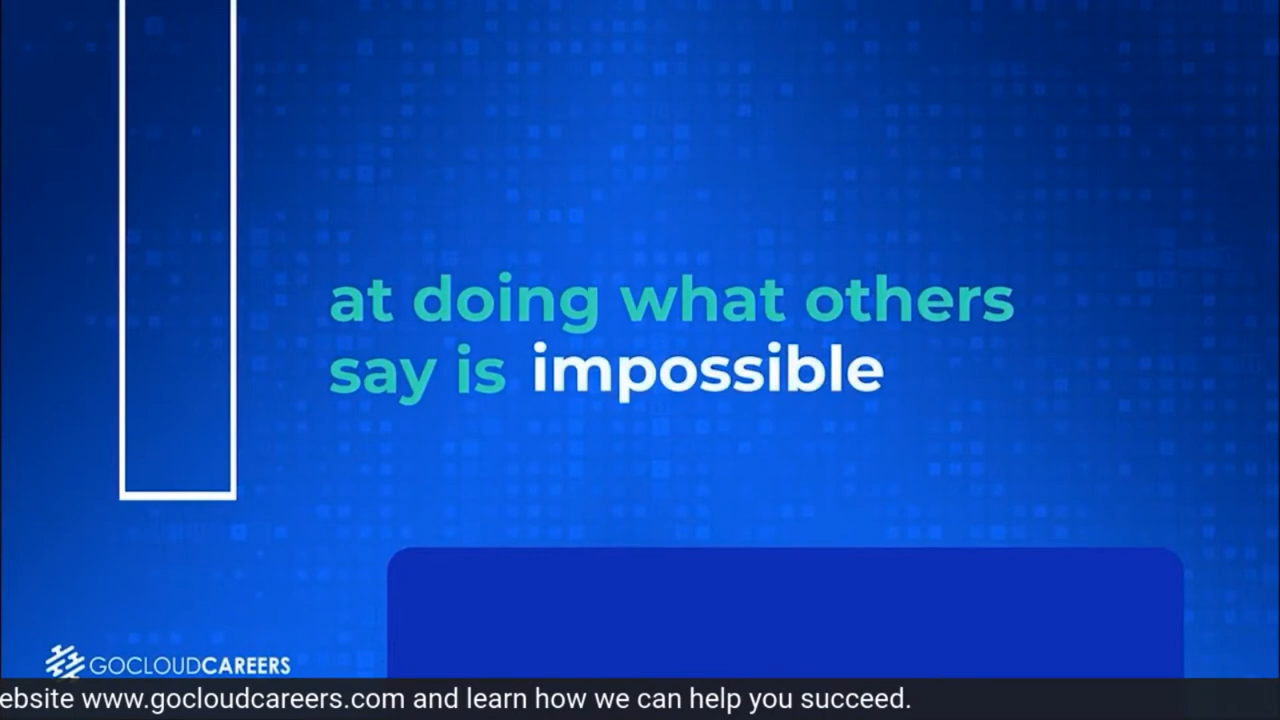 at doing what others
say is impossible
GOCLOUDCAREERS
ebsite www.gocloudcareers.com and learn how we can help you succeed.